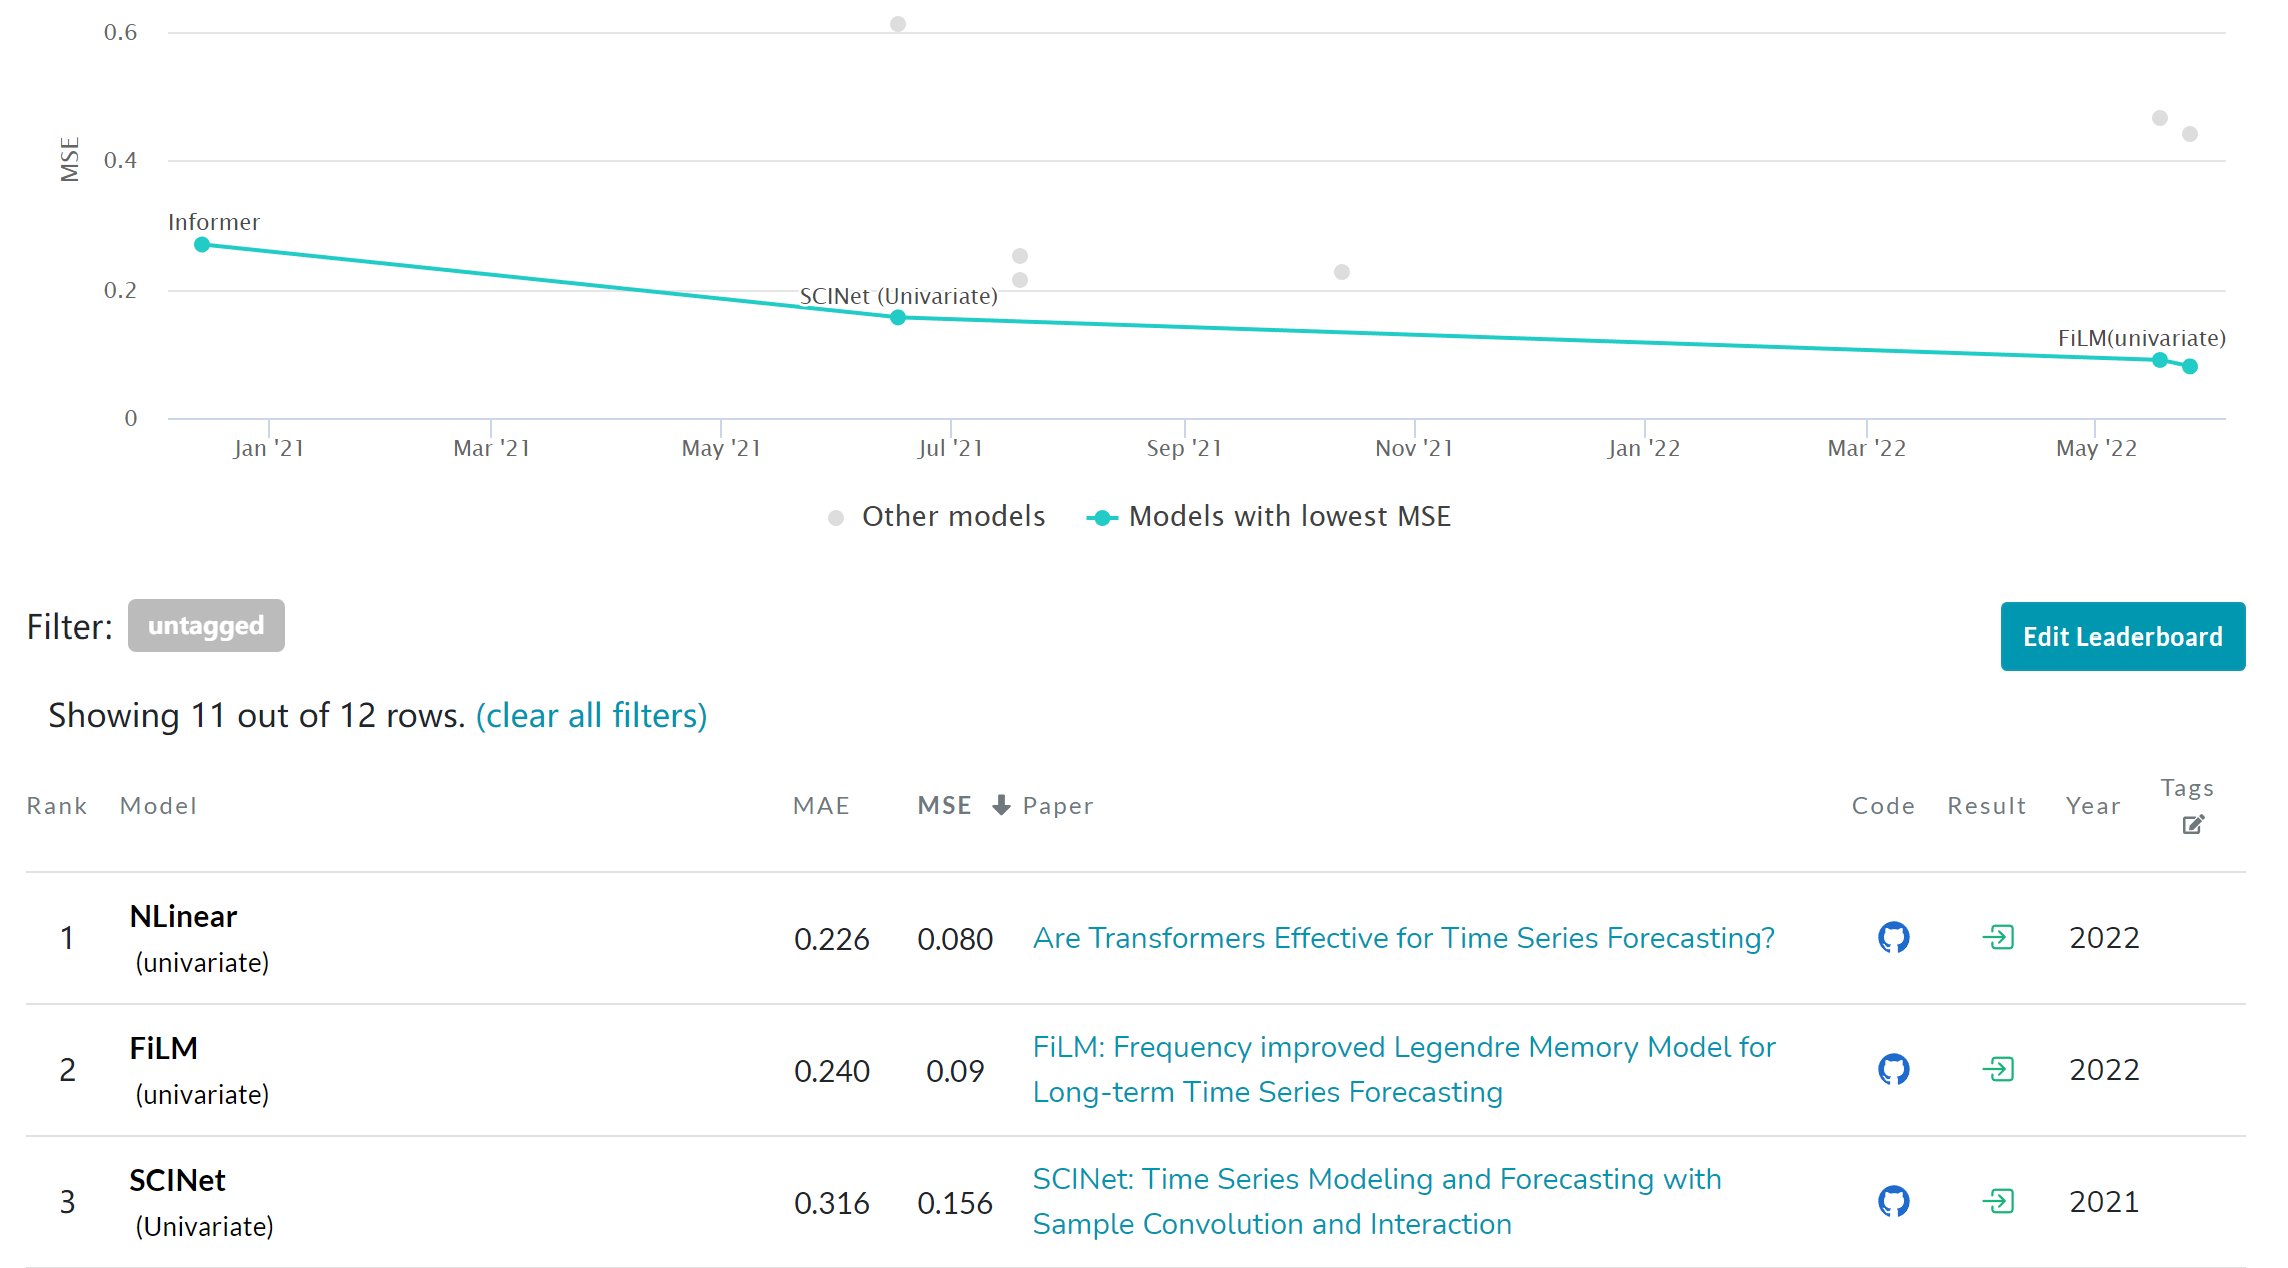 0.6
MSE
0.4
Informer
0.2
SCINet (Univariate)
FiLM(univariate)
0
Jan '21 Mar '21 May '21 Jul '21 Sep '21 Nov '21 Jan '22 Mar '22 May '22
Other models Models with lowest MSE
Filter: untagged
Edit Leaderboard
Showing 11 out of 12 rows. (clear all filters)
Rank Model MAE MSE Paper Code Result Year Tags
1 NLinear (univariate) 0.226 0.080 Are Transformers Effective for Time Series Forecasting? 2022
2 FiLM (univariate) 0.240 0.09 FiLM: Frequency improved Legendre Memory Model for
Long-term Time Series Forecasting 2022
3 SCINet (Univariate) 0.316 0.156 SCINet: Time Series Modeling and Forecasting with
Sample Convolution and Interaction 2021